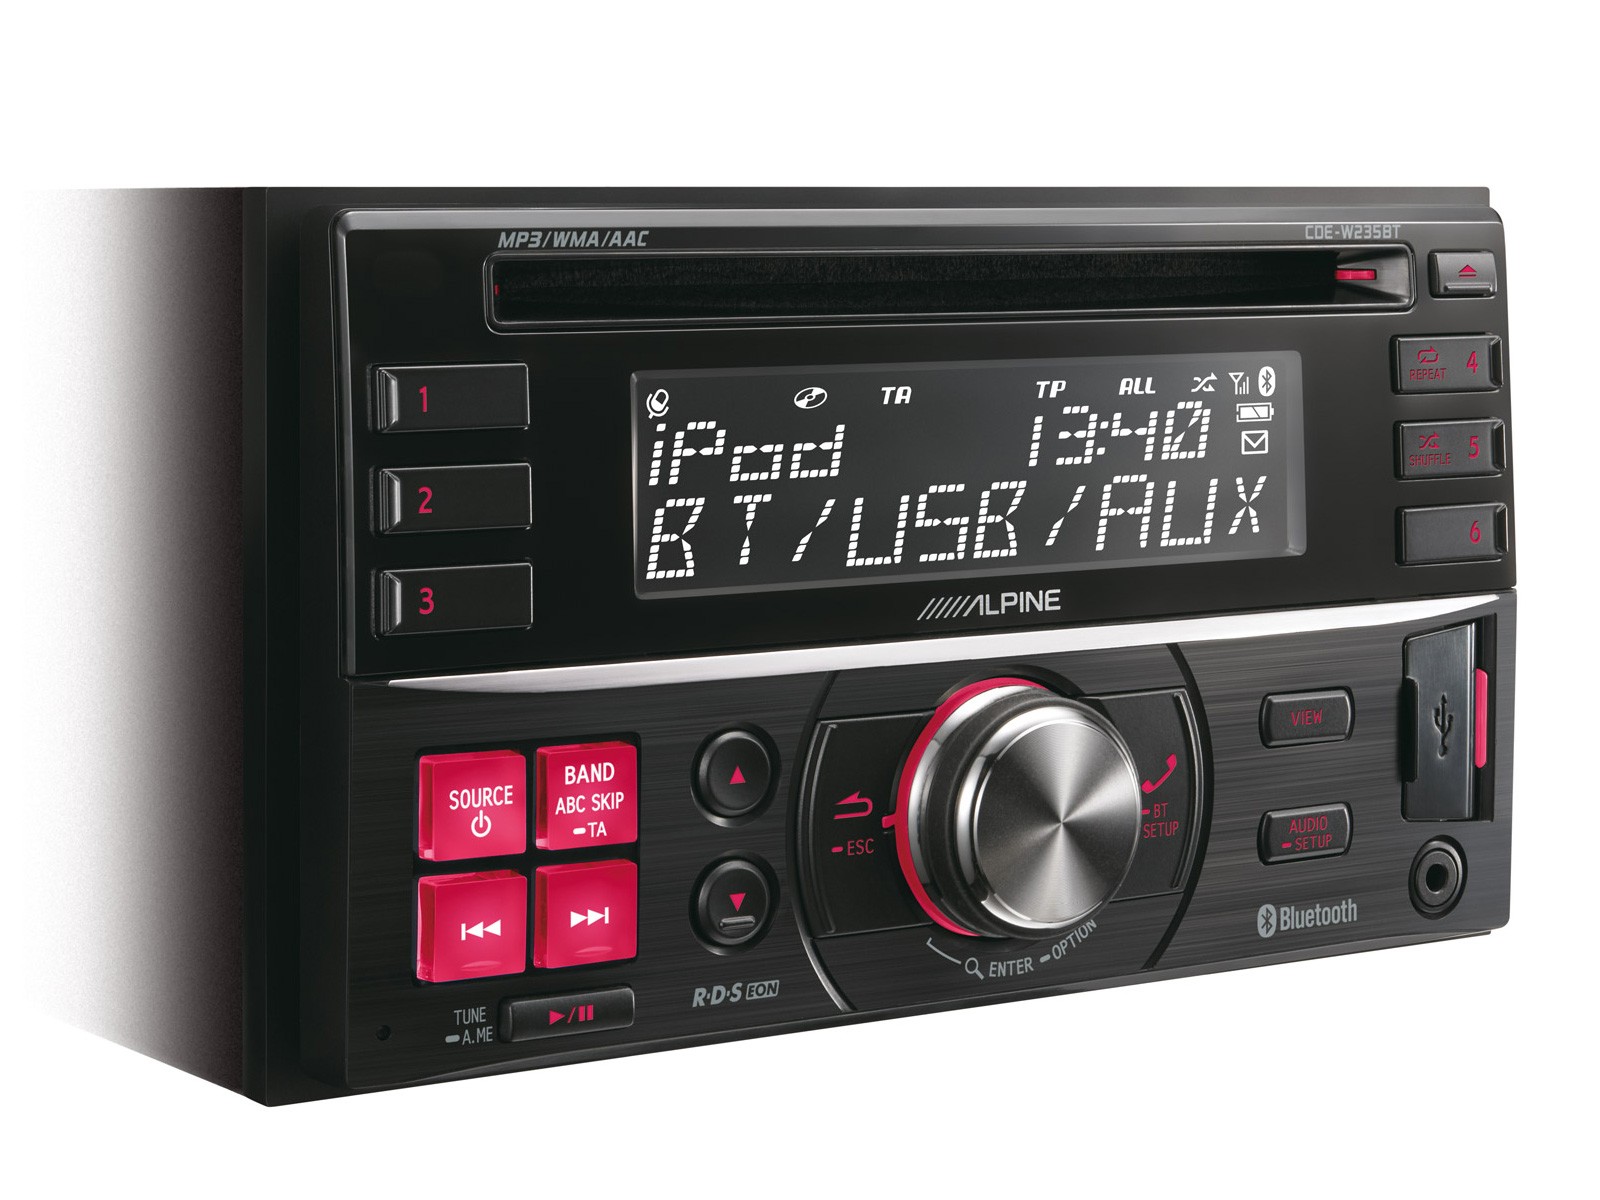 MP3/WMA/AAC
CDE-W235BT
1
2
3
REPEAT 4
SHUFFLE 5
6
TA TP ALL
iPod 13:40
BT/USB/AUX
ALPINE
SOURCE
BAND
ABC SKIP
TA
TUNE
A.ME
R·D·S EON
ESC
BT
SETUP
ENTER OPTION
VIEW
AUDIO
SETUP
Bluetooth